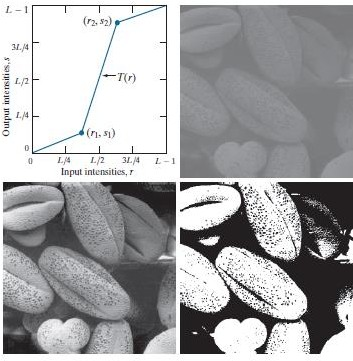 L − 1
(r₂, s₂)
3L/4
Output intensities, s
L/2
T(r)
L/4
(r₁, s₁)
0
0 L/4 L/2 3L/4 L − 1
Input intensities, r